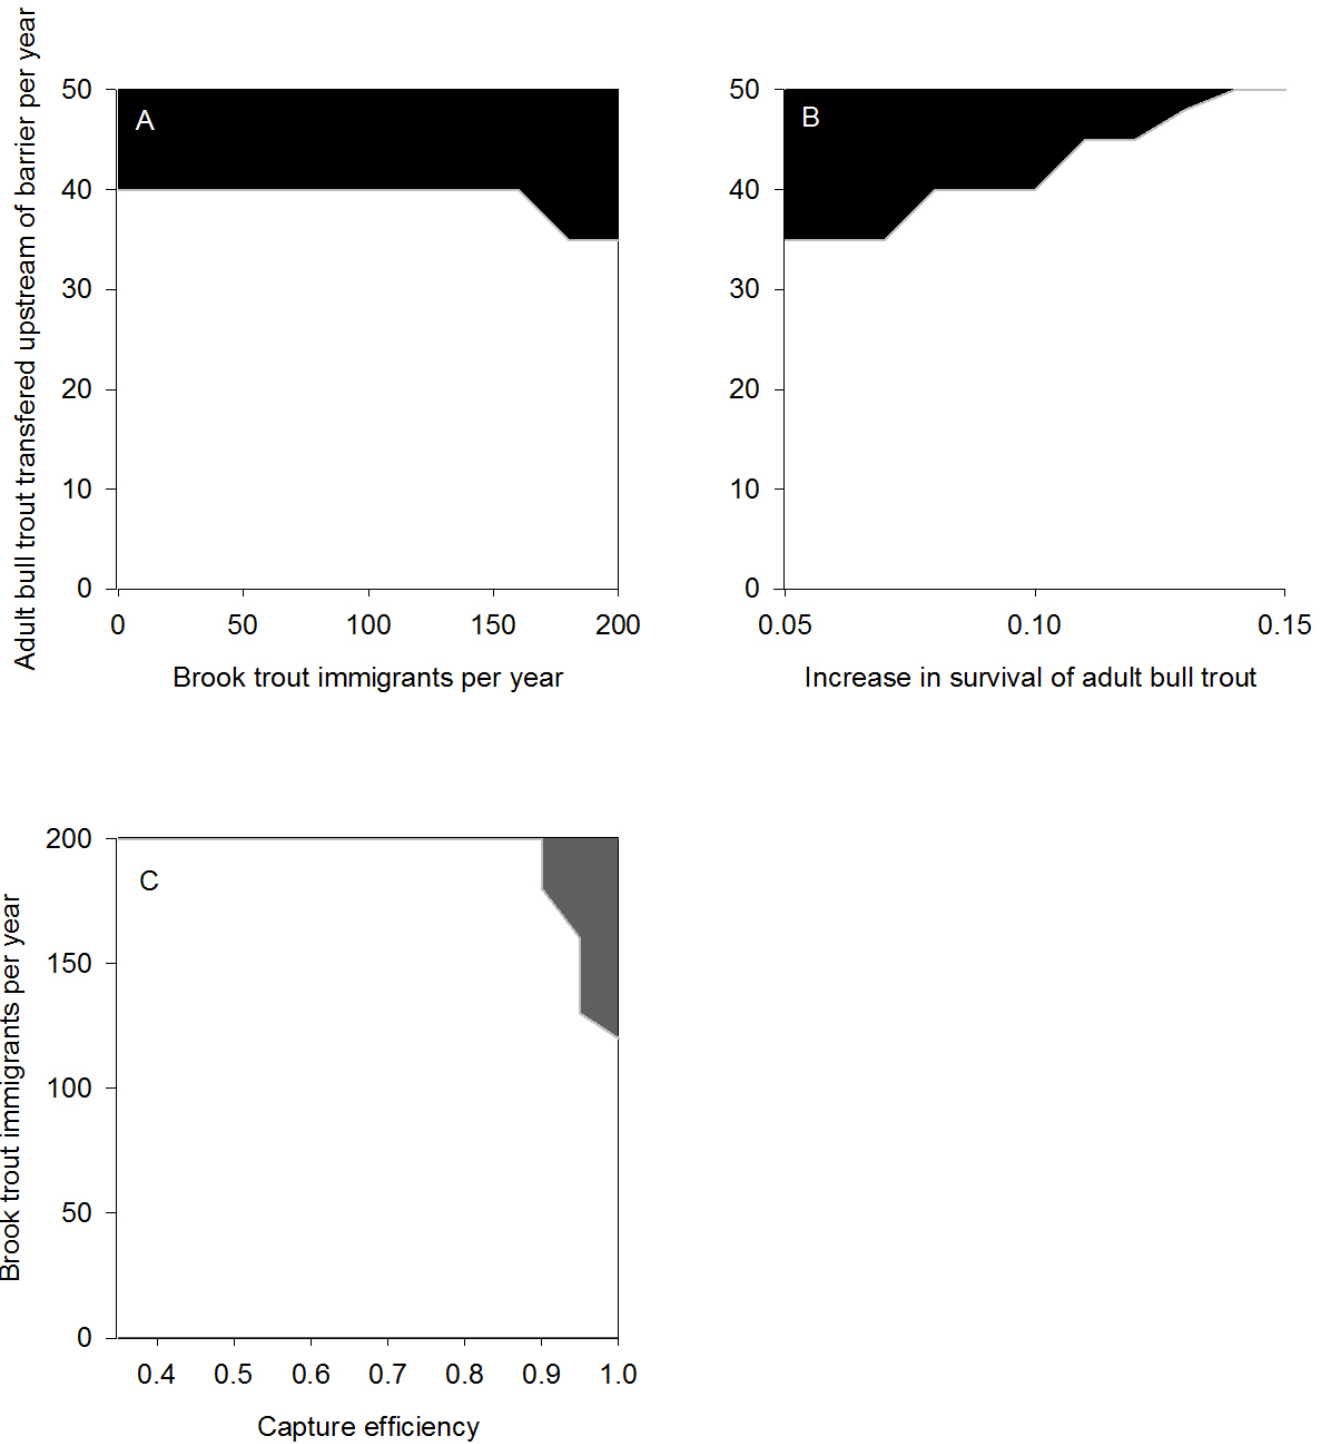 Adult bull trout transfered upstream of barrier per year
50
40
30
20
10
0
A
0 50 100 150 200
Brook trout immigrants per year
50
40
30
20
10
0
B
0.05 0.10 0.15
Increase in survival of adult bull trout
Brook trout immigrants per year
200
150
100
50
0
C
0.4 0.5 0.6 0.7 0.8 0.9 1.0
Capture efficiency